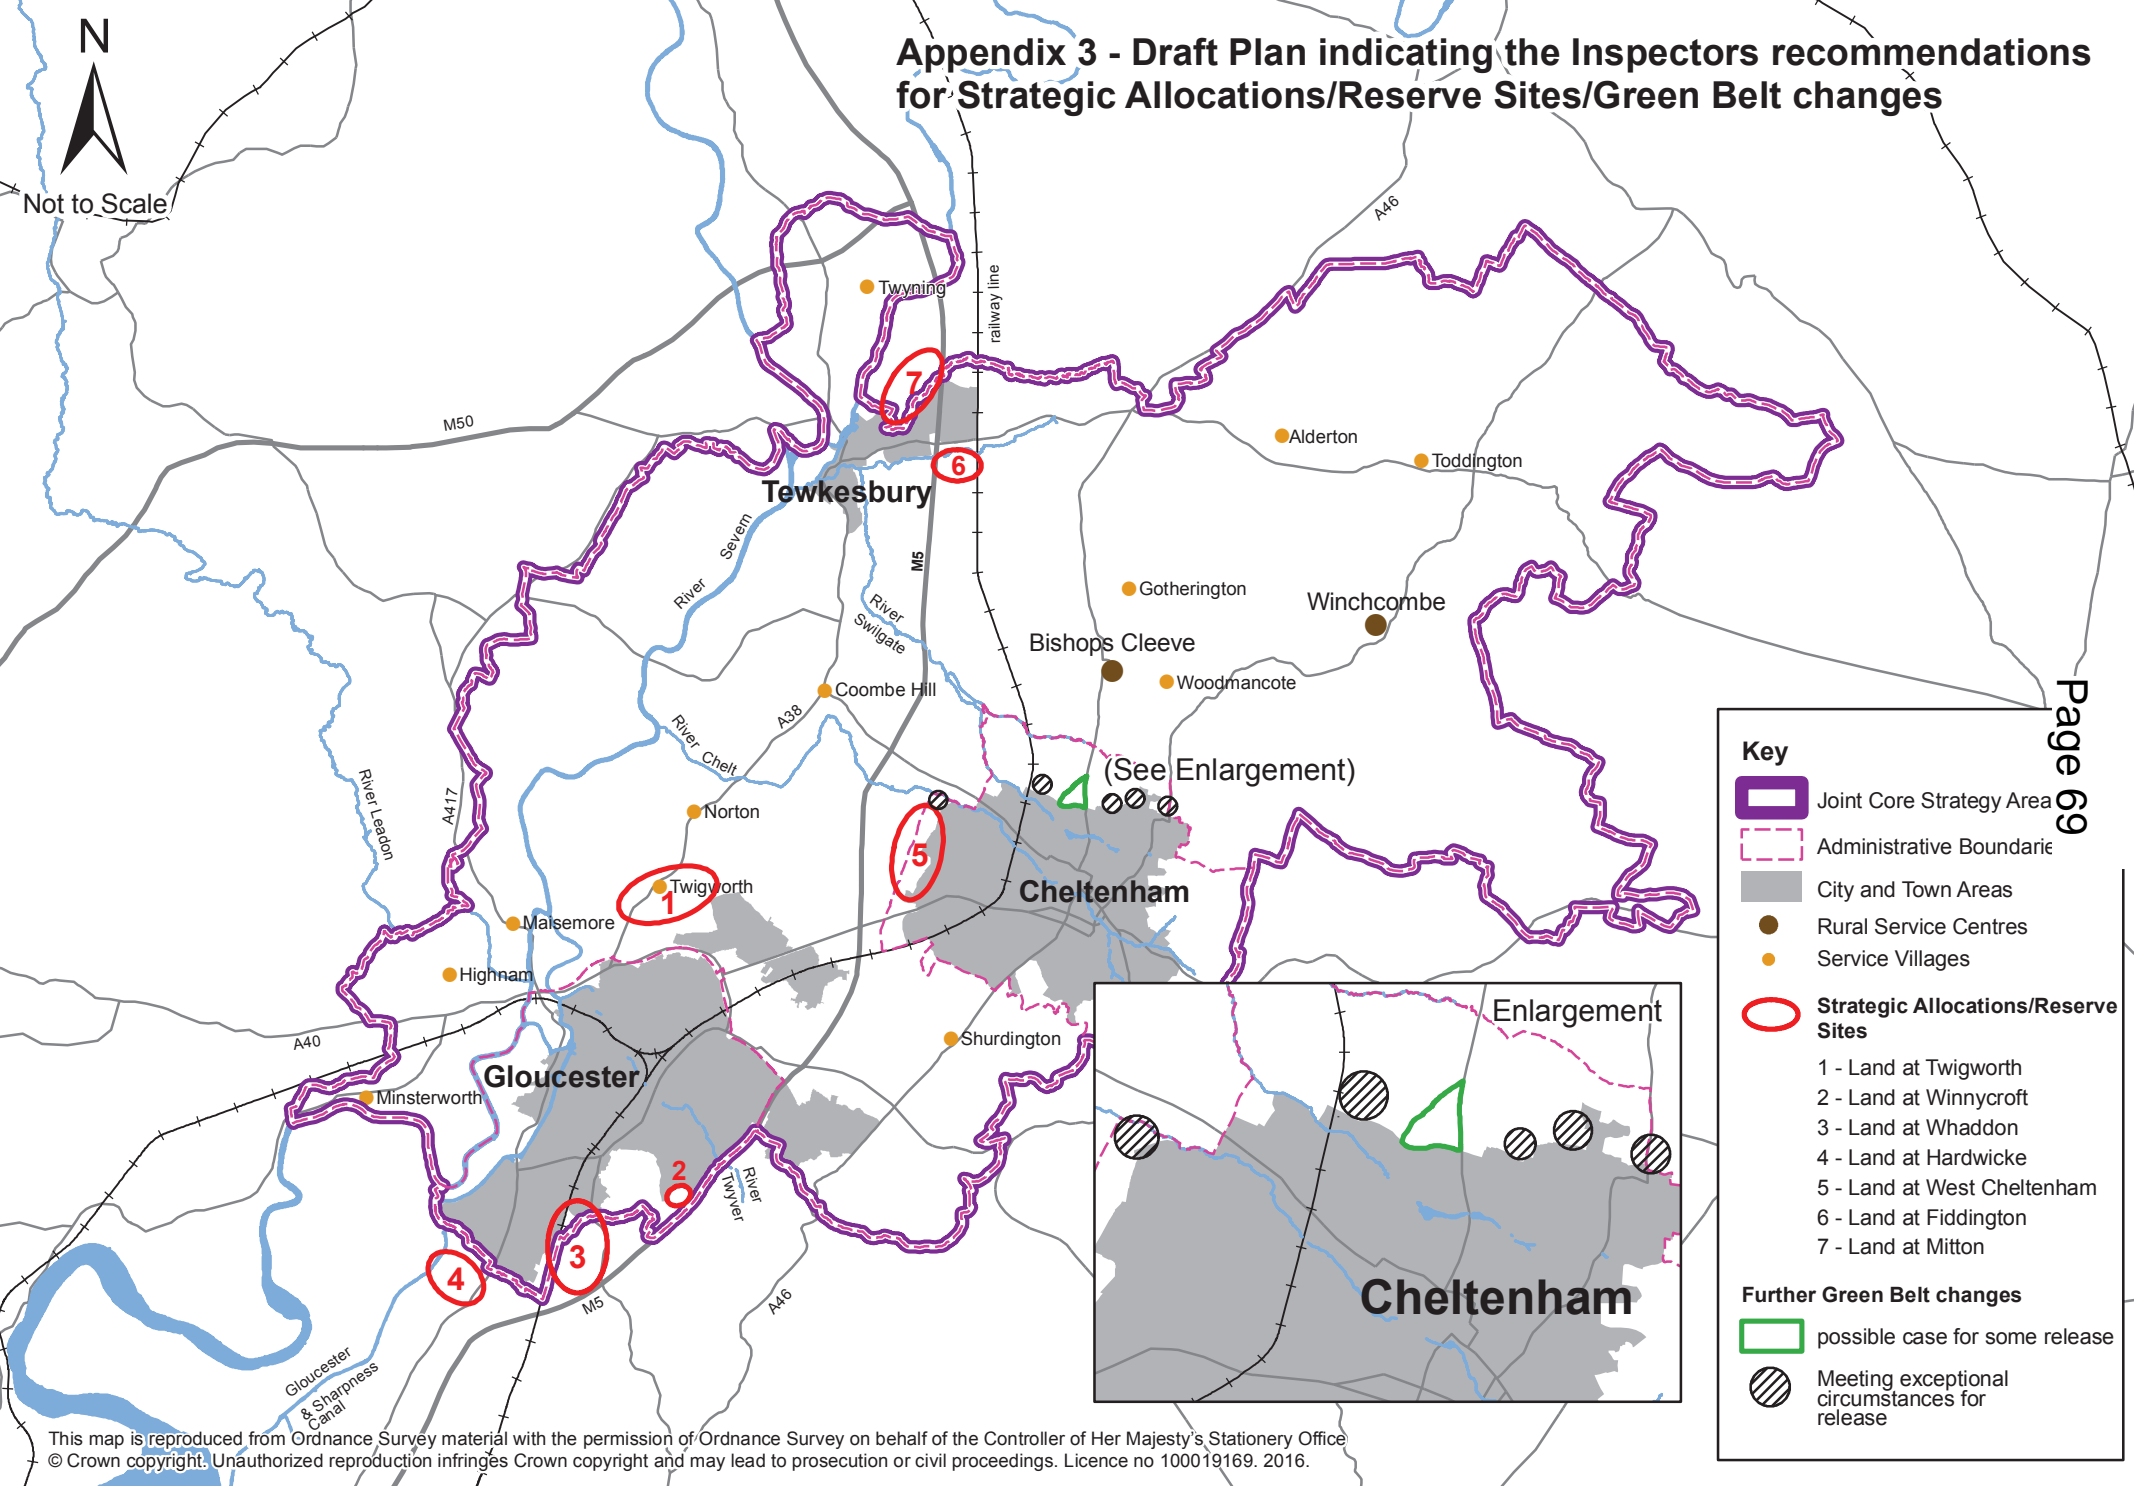 Appendix 3 - Draft Plan indicating the Inspectors recommendations
for Strategic Allocations/Reserve Sites/Green Belt changes
N
Not to Scale
A46
railway line
Twyning
7
M50
Alderton
Toddington
6
Tewkesbury
River
Severn
M5
River
Swilgate
Gotherington
Winchcombe
Bishops Cleeve
Woodmancote
Coombe Hill
A38
River
Chelt
(See Enlargement)
River Leadon
A417
Norton
5
Cheltenham
Twigworth
1
Maisemore
Highnam
A40
Shurdington
Gloucester
Minsterworth
2
River
Twyver
3
4
M5
A46
Gloucester
& Sharpness
Canal
Enlargement
Cheltenham
Page 69
Key
Joint Core Strategy Area
Administrative Boundarie
City and Town Areas
Rural Service Centres
Service Villages
Strategic Allocations/Reserve
Sites
1 - Land at Twigworth
2 - Land at Winnycroft
3 - Land at Whaddon
4 - Land at Hardwicke
5 - Land at West Cheltenham
6 - Land at Fiddington
7 - Land at Mitton
Further Green Belt changes
possible case for some release
Meeting exceptional
circumstances for
release
This map is reproduced from Ordnance Survey material with the permission of Ordnance Survey on behalf of the Controller of Her Majesty's Stationery Office
© Crown copyright. Unauthorized reproduction infringes Crown copyright and may lead to prosecution or civil proceedings. Licence no 100019169. 2016.